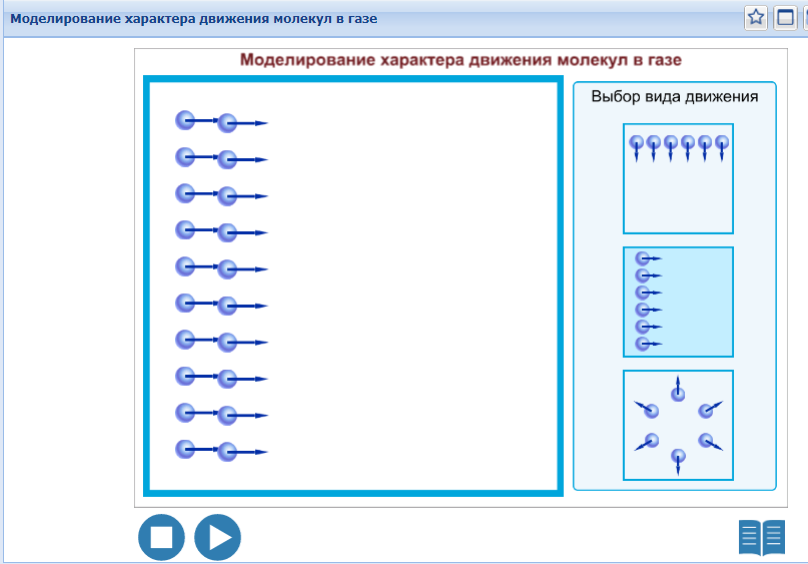 Моделирование характера движения молекул в газе
Моделирование характера движения молекул в газе
Выбор вида движения